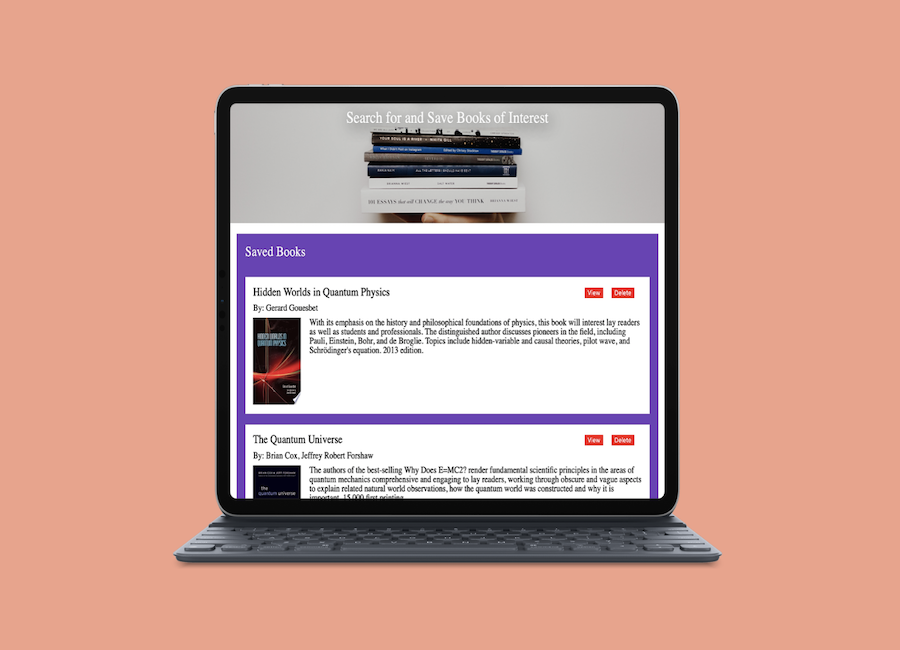 Search for and Save Books of Interest
What I Didn't Post on Instagram
101 ESSAYS that will CHANGE the way YOU THINK
BRIANNA WIEST
Saved Books
Hidden Worlds in Quantum Physics
View
Delete
By: Gerard Gouesbet
HIDDEN WORLDS IN
QUANTUM PHYSICS
With its emphasis on the history and philosophical foundations of physics, this book will interest lay readers
as well as students and professionals. The distinguished author discusses pioneers in the field, including
Pauli, Einstein, Bohr, and de Broglie. Topics include hidden-variable and causal theories, pilot wave, and
Schrödinger's equation. 2013 edition.
The Quantum Universe
View
Delete
By: Brian Cox, Jeffrey Robert Forshaw
the
quantum universe
The authors of the best-selling Why Does E=MC2? render fundamental scientific principles in the areas of
quantum mechanics comprehensive and engaging to lay readers, working through obscure and vague aspects
to explain related natural world observations, how the quantum world was constructed and why it is
important. 15,000 first printing.